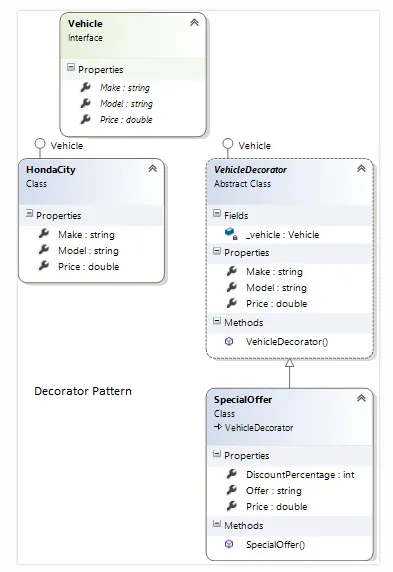 Vehicle
Interface
Properties
Make : string
Model : string
Price : double
Vehicle
HondaCity
Class
Properties
Make : string
Model : string
Price : double
Vehicle
VehicleDecorator
Abstract Class
Fields
_vehicle : Vehicle
Properties
Make : string
Model : string
Price : double
Methods
VehicleDecorator()
Decorator Pattern
SpecialOffer
Class
VehicleDecorator
Properties
DiscountPercentage : int
Offer : string
Price : double
Methods
SpecialOffer()